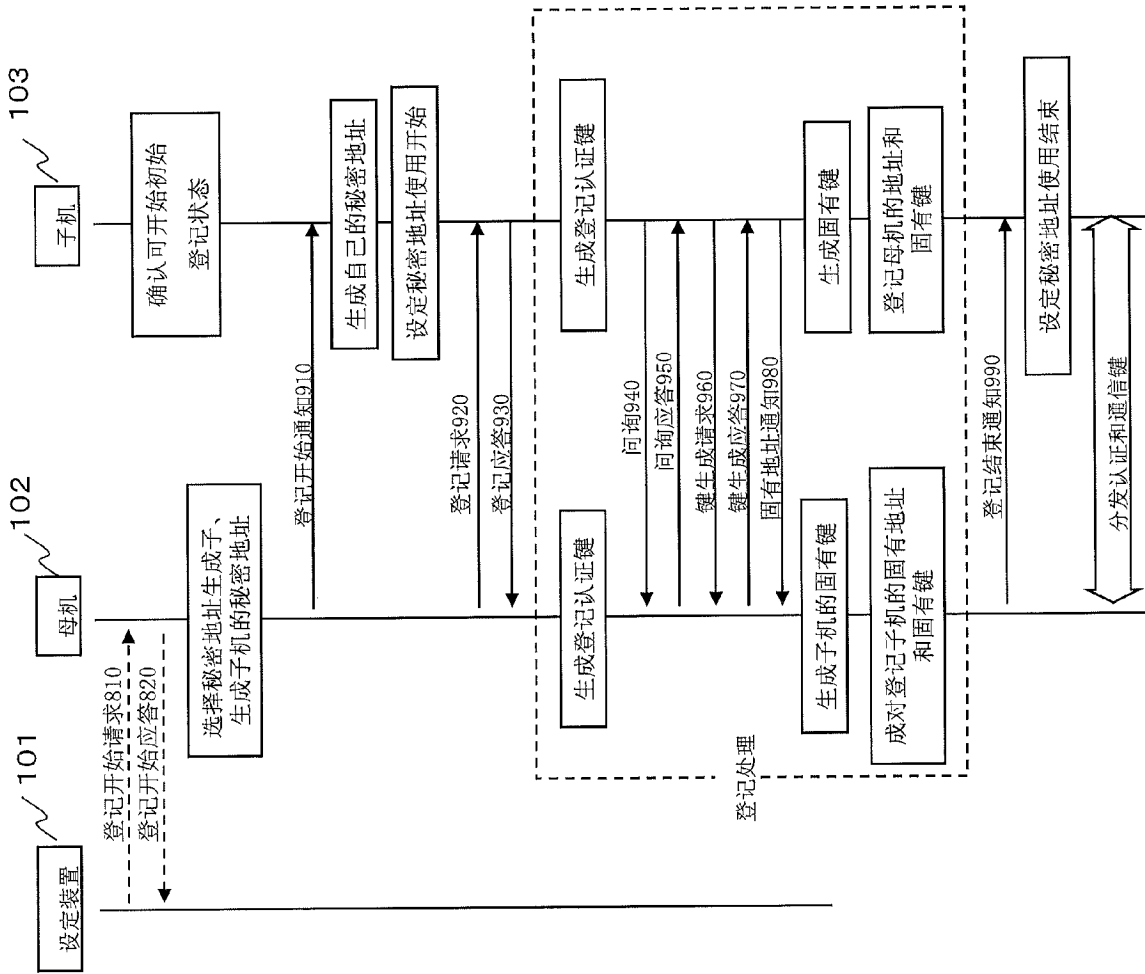 101
102
103
设定装置
母机
子机
登记开始请求810
登记开始应答820
确认可开始初始
登记状态
选择秘密地址生成子、
生成子机的秘密地址
登记开始通知910
生成自己的秘密地址
设定秘密地址使用开始
登记请求920
登记应答930
生成登记认证键
生成登记认证键
问询940
问询应答950
键生成请求960
键生成应答970
固有地址通知980
登记处理
生成子机的固有键
生成固有键
成对登记子机的固有地址
和固有键
登记母机的地址和
固有键
登记结束通知990
设定秘密地址使用结束
分发认证和通信键